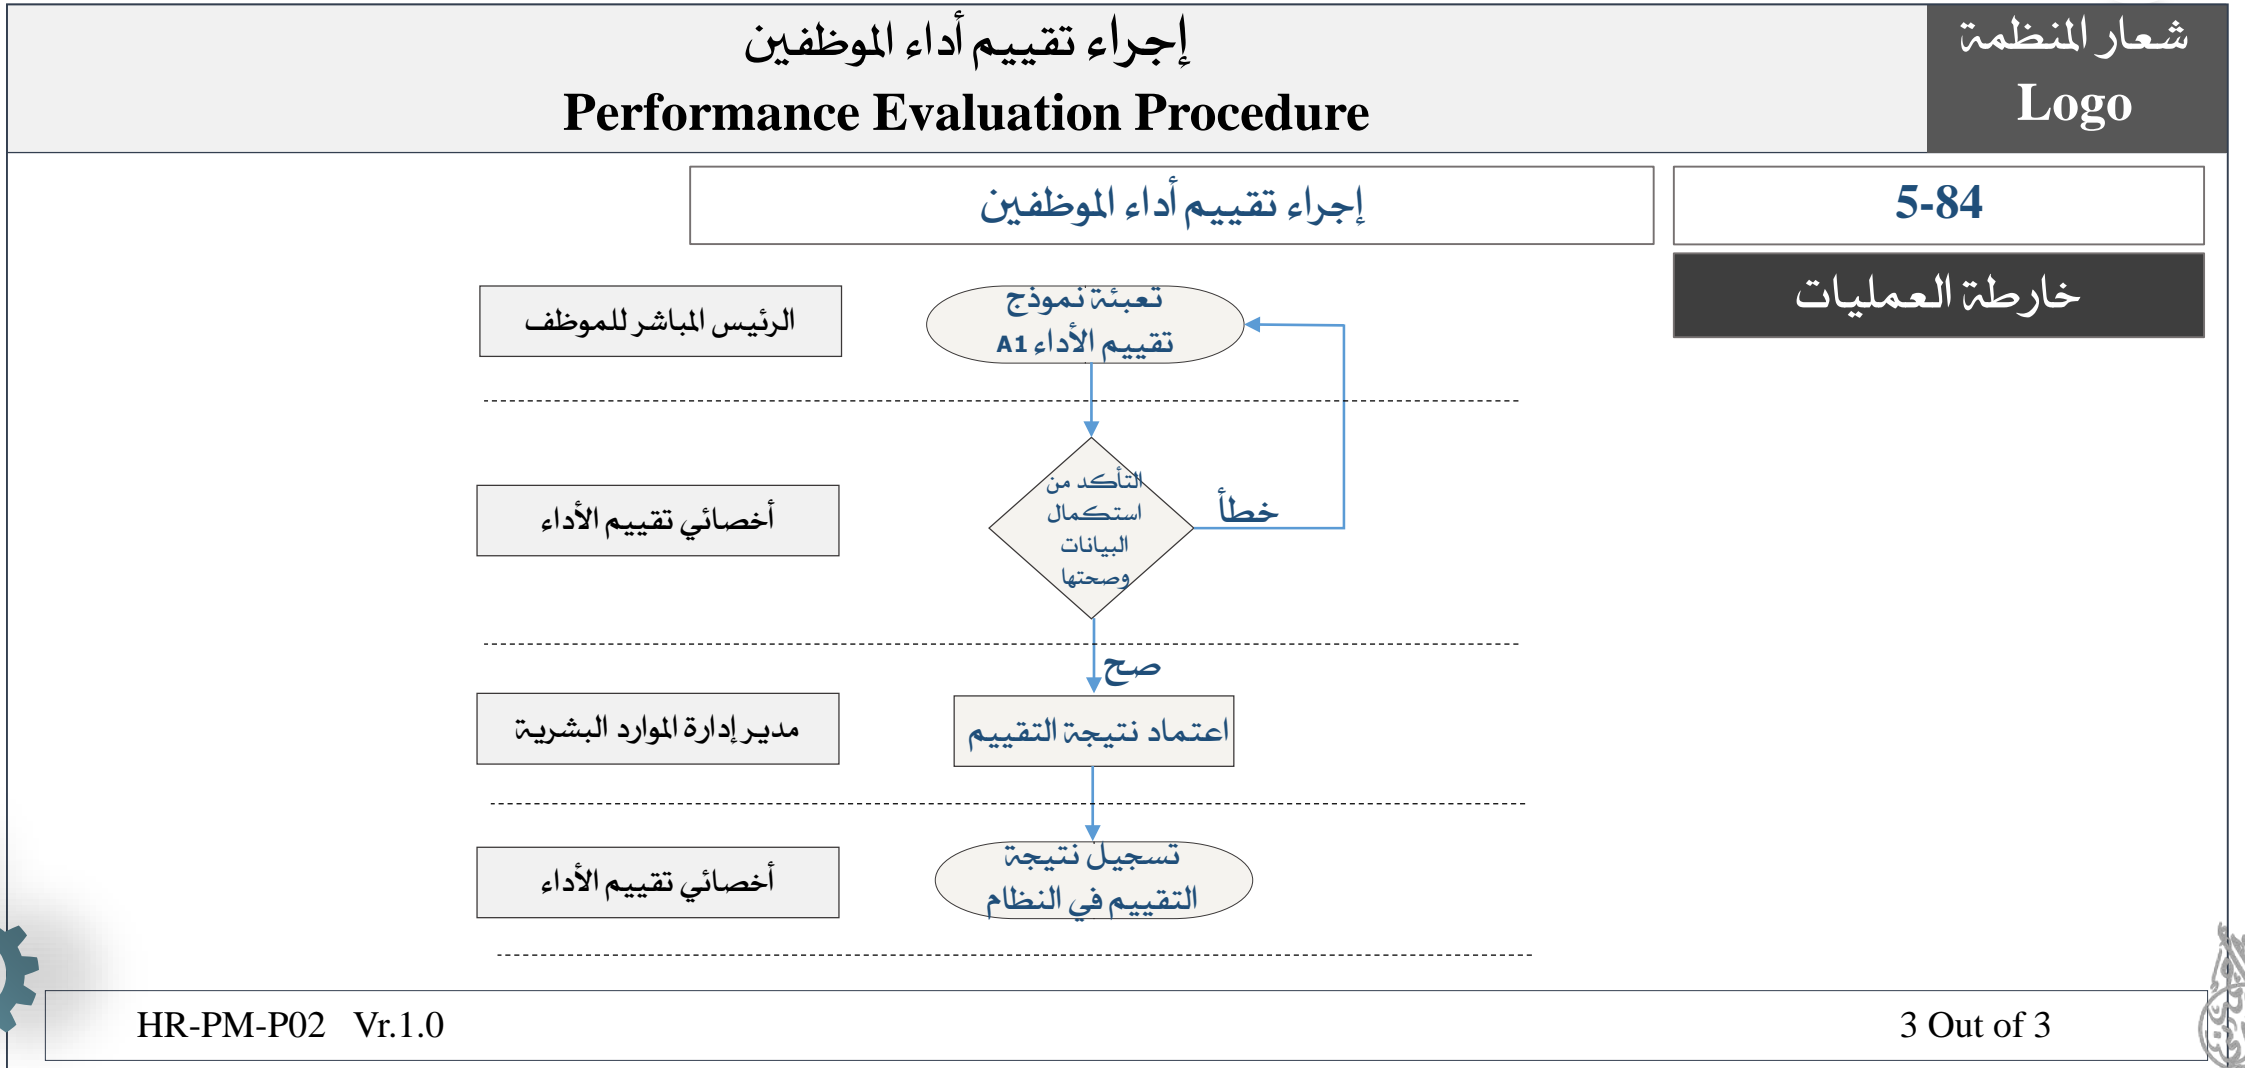 شعار المنظمة
Logo
إجراء تقييم أداء الموظفين
Performance Evaluation Procedure
5-84
إجراء تقييم أداء الموظفين
خارطة العمليات
تعبئة نموذج
تقييم الأداء A1
الرئيس المباشر للموظف
التأكد من
استكمال
البيانات
وصحتها
خطأ
أخصائي تقييم الأداء
صح
اعتماد نتيجة التقييم
مدير إدارة الموارد البشرية
تسجيل نتيجة
التقييم في النظام
أخصائي تقييم الأداء
HR-PM-P02 Vr.1.0
3 Out of 3